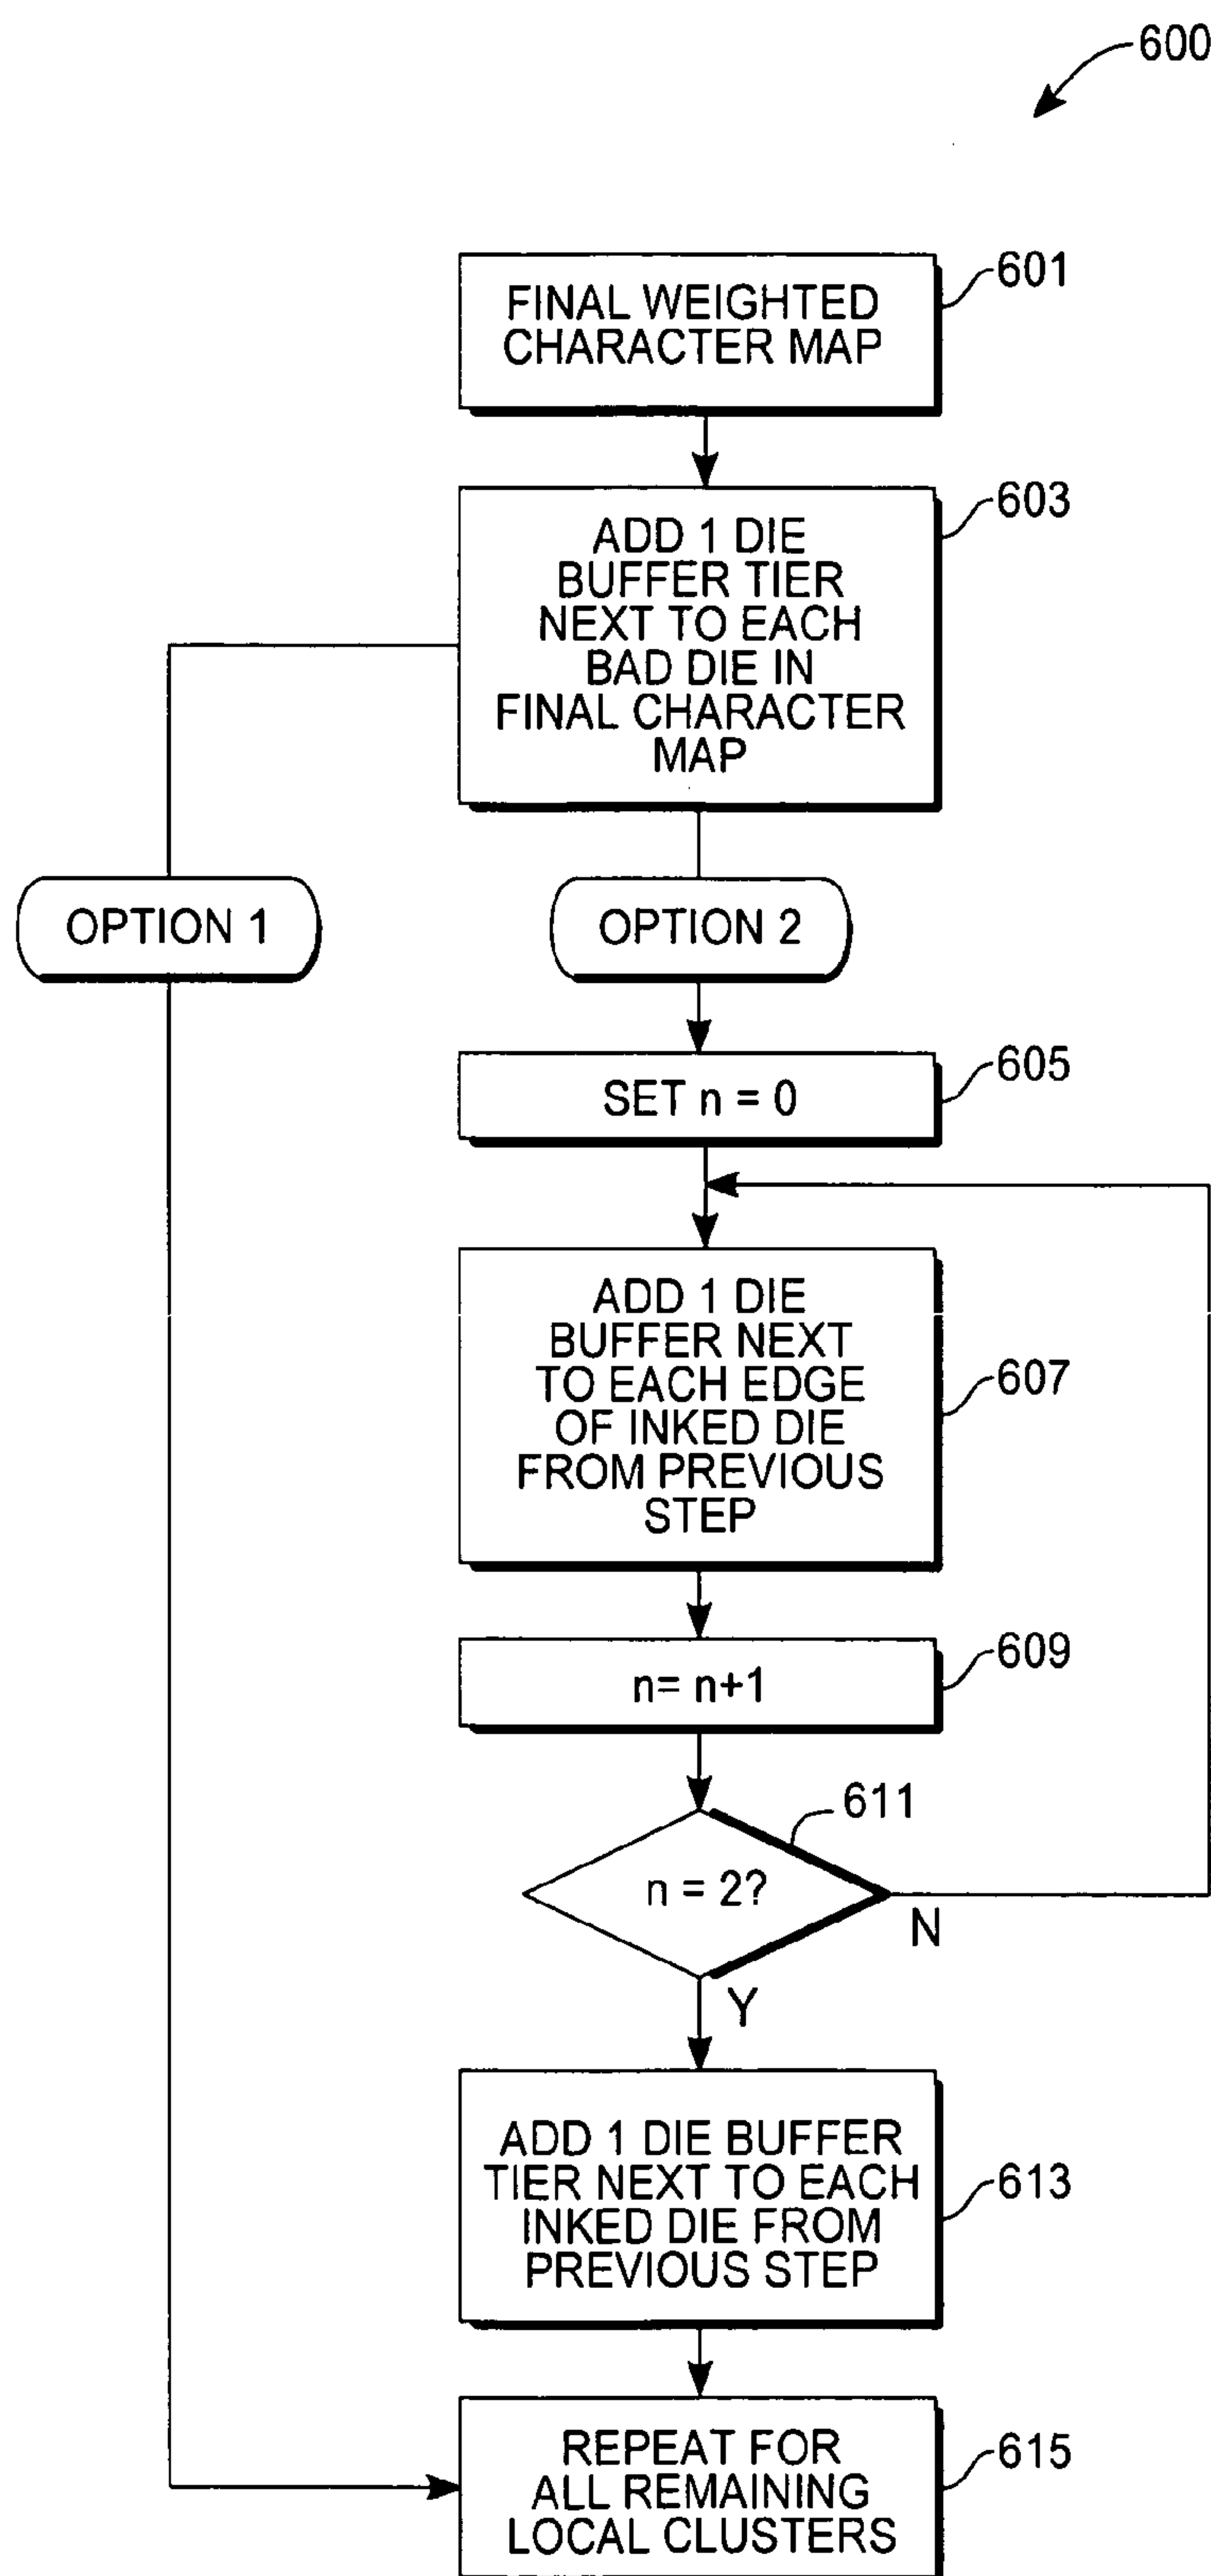 600
FINAL WEIGHTED
CHARACTER MAP
601
ADD 1 DIE
BUFFER TIER
NEXT TO EACH
BAD DIE IN
FINAL CHARACTER
MAP
603
OPTION 1
OPTION 2
SET n = 0
605
ADD 1 DIE
BUFFER NEXT
TO EACH EDGE
OF INKED DIE
FROM PREVIOUS
STEP
607
n= n+1
609
611
n = 2?
N
Y
ADD 1 DIE BUFFER
TIER NEXT TO EACH
INKED DIE FROM
PREVIOUS STEP
613
REPEAT FOR
ALL REMAINING
LOCAL CLUSTERS
615